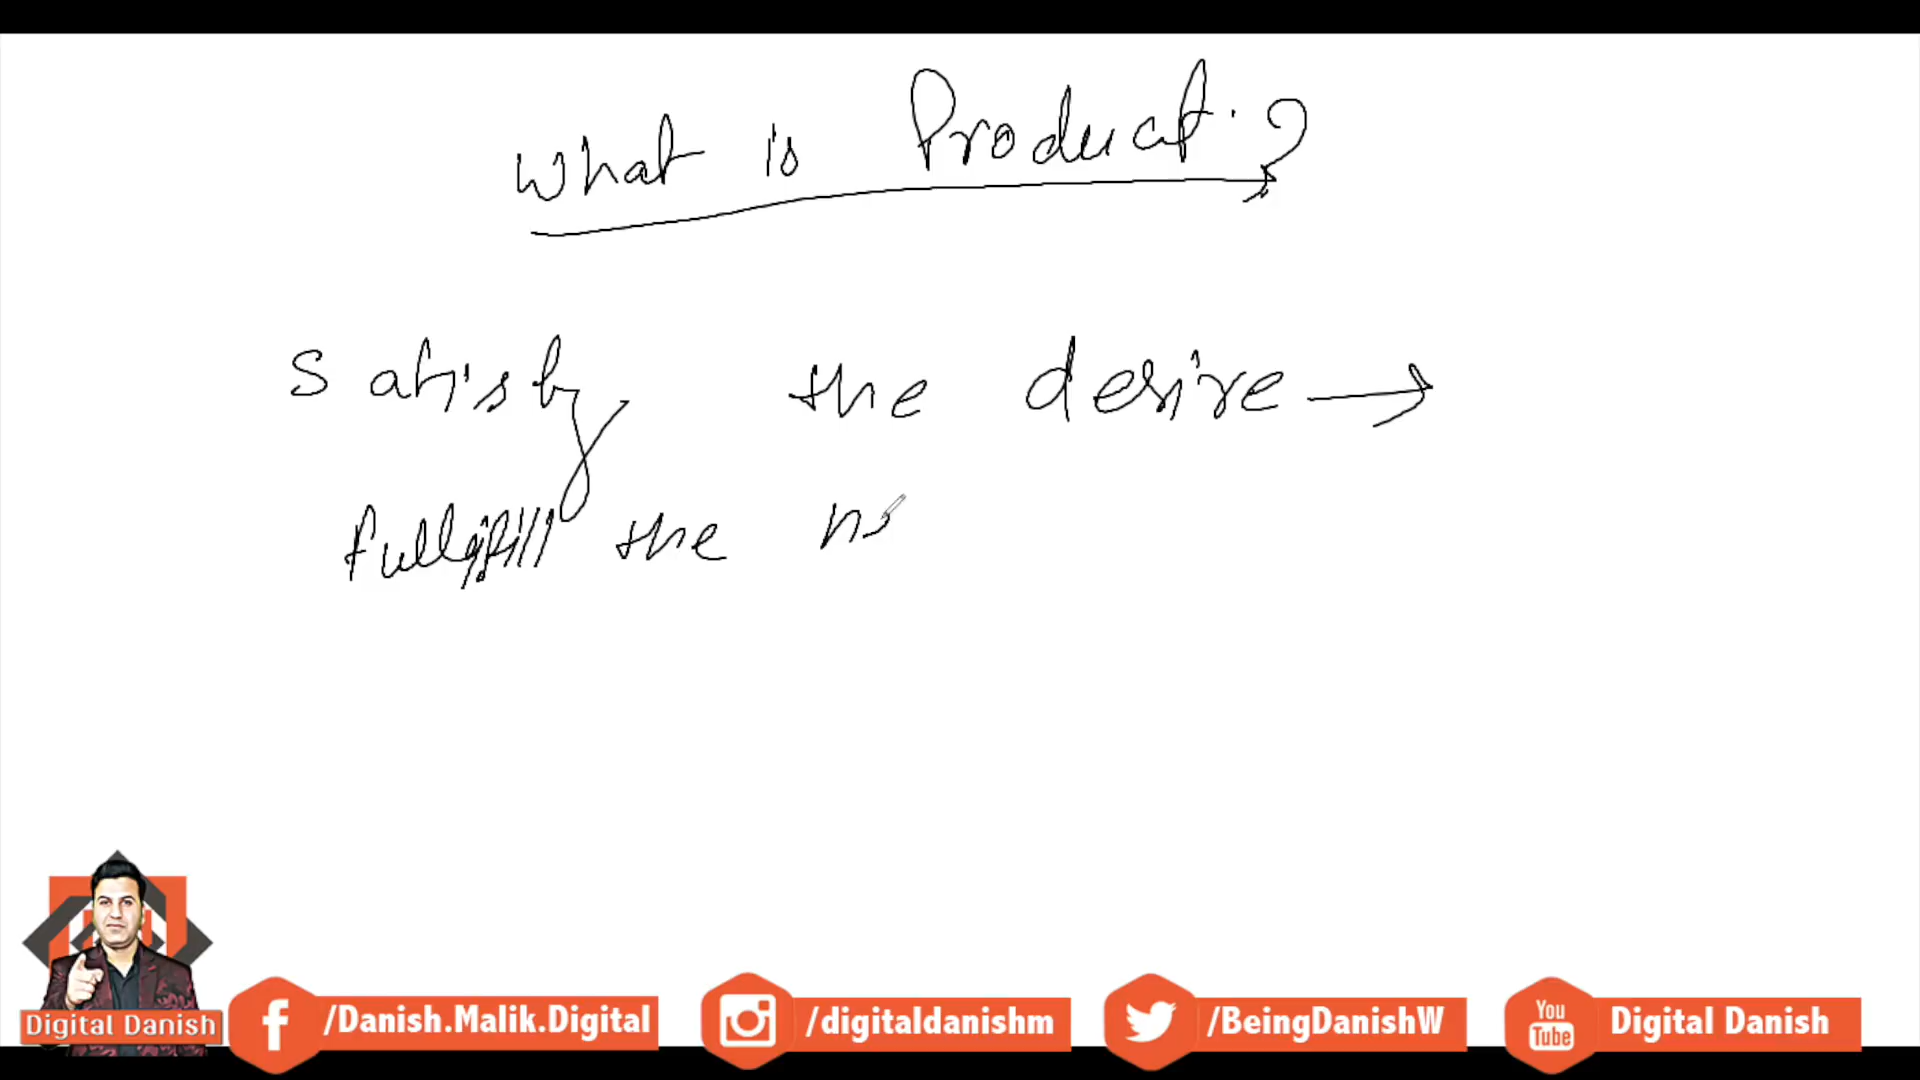 What is Product.?
Satisfy the desire →
fullfill the
Digital Danish
/Danish.Malik.Digital
/digitaldanishm
/BeingDanishW
You Tube
Digital Danish